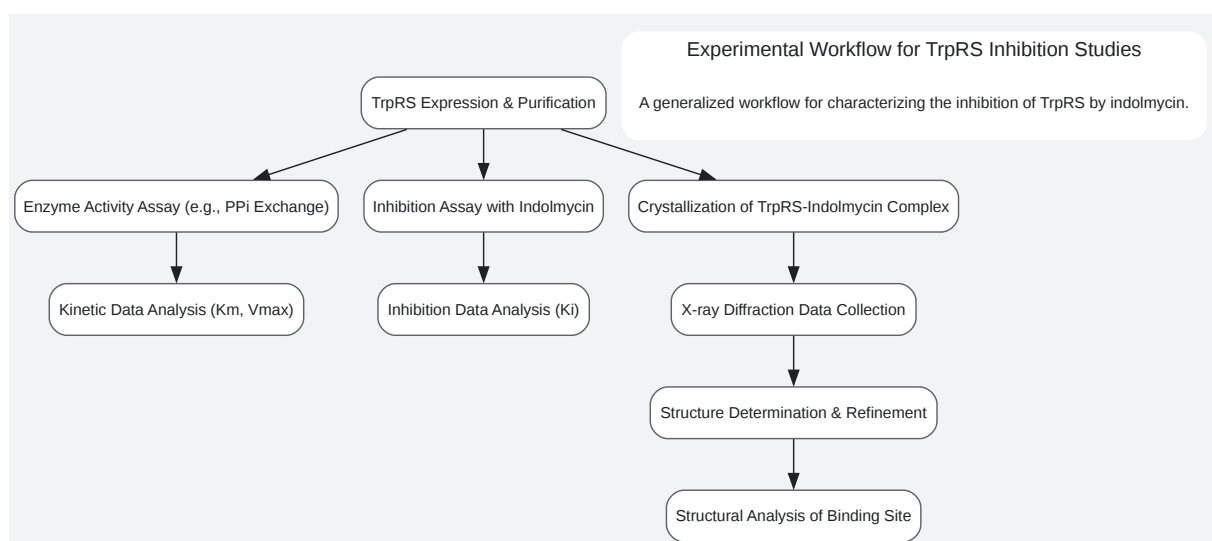 Experimental Workflow for TrpRS Inhibition Studies
A generalized workflow for characterizing the inhibition of TrpRS by indolmycin.
TrpRS Expression & Purification
Enzyme Activity Assay (e.g., PPi Exchange)
Inhibition Assay with Indolmycin
Crystallization of TrpRS-Indolmycin Complex
Kinetic Data Analysis (Km, Vmax)
Inhibition Data Analysis (Ki)
X-ray Diffraction Data Collection
Structure Determination & Refinement
Structural Analysis of Binding Site